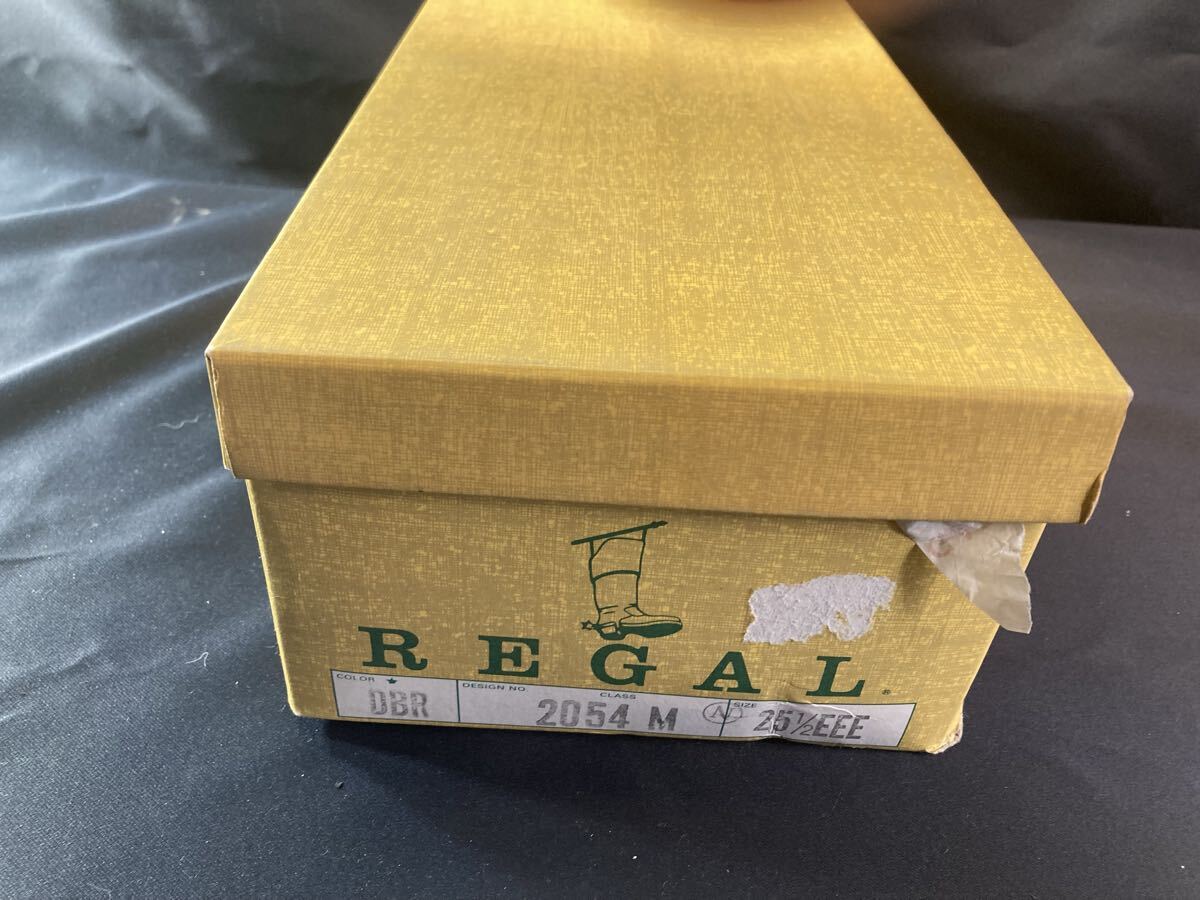 REGAL®
COLOR ★ DESIGN NO. CLASS SIZE
DBR 2054 M N 25½EEE